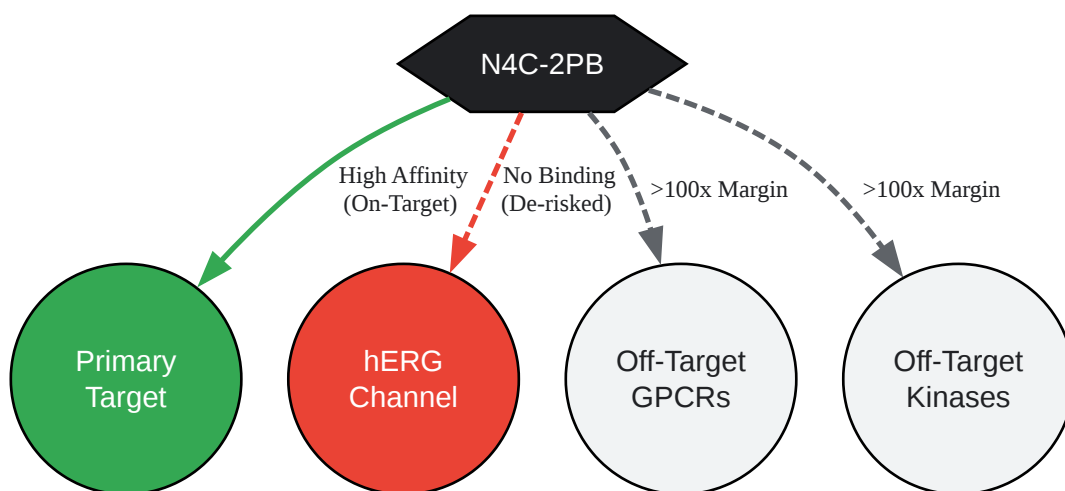 N4C-2PB
High Affinity
(On-Target)
No Binding
(De-risked)
>100x Margin
>100x Margin
Primary
Target
hERG
Channel
Off-Target
GPCRs
Off-Target
Kinases